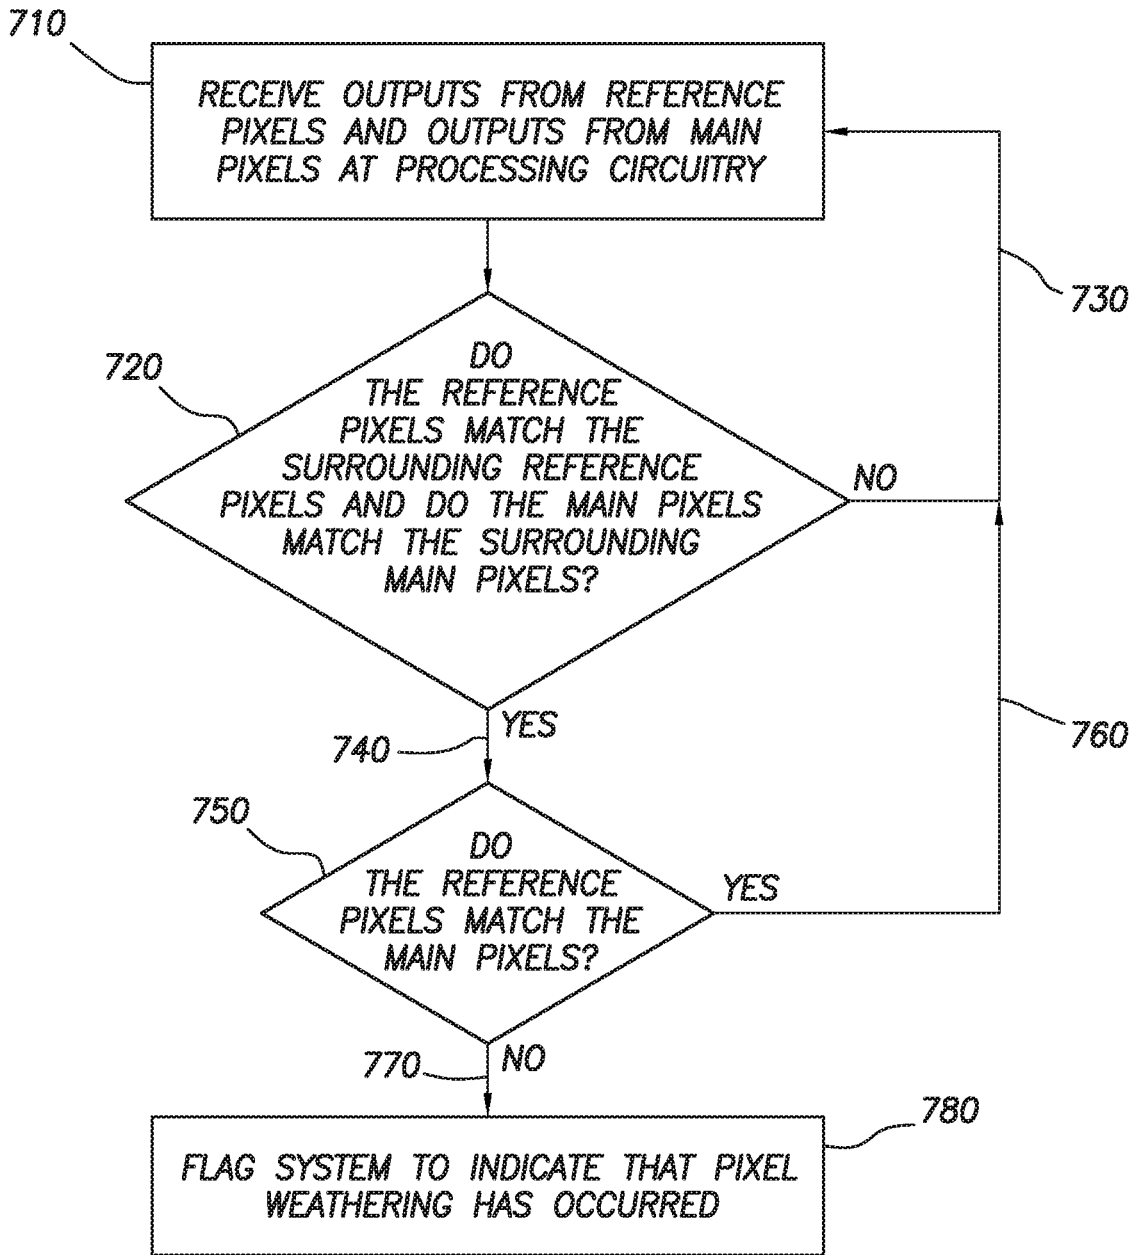 710
RECEIVE OUTPUTS FROM REFERENCE
PIXELS AND OUTPUTS FROM MAIN
PIXELS AT PROCESSING CIRCUITRY
730
720
DO
THE REFERENCE
PIXELS MATCH THE
SURROUNDING REFERENCE
PIXELS AND DO THE MAIN PIXELS
MATCH THE SURROUNDING
MAIN PIXELS?
NO
YES
740
760
750
DO
THE REFERENCE
PIXELS MATCH THE
MAIN PIXELS?
YES
NO
770
780
FLAG SYSTEM TO INDICATE THAT PIXEL
WEATHERING HAS OCCURRED